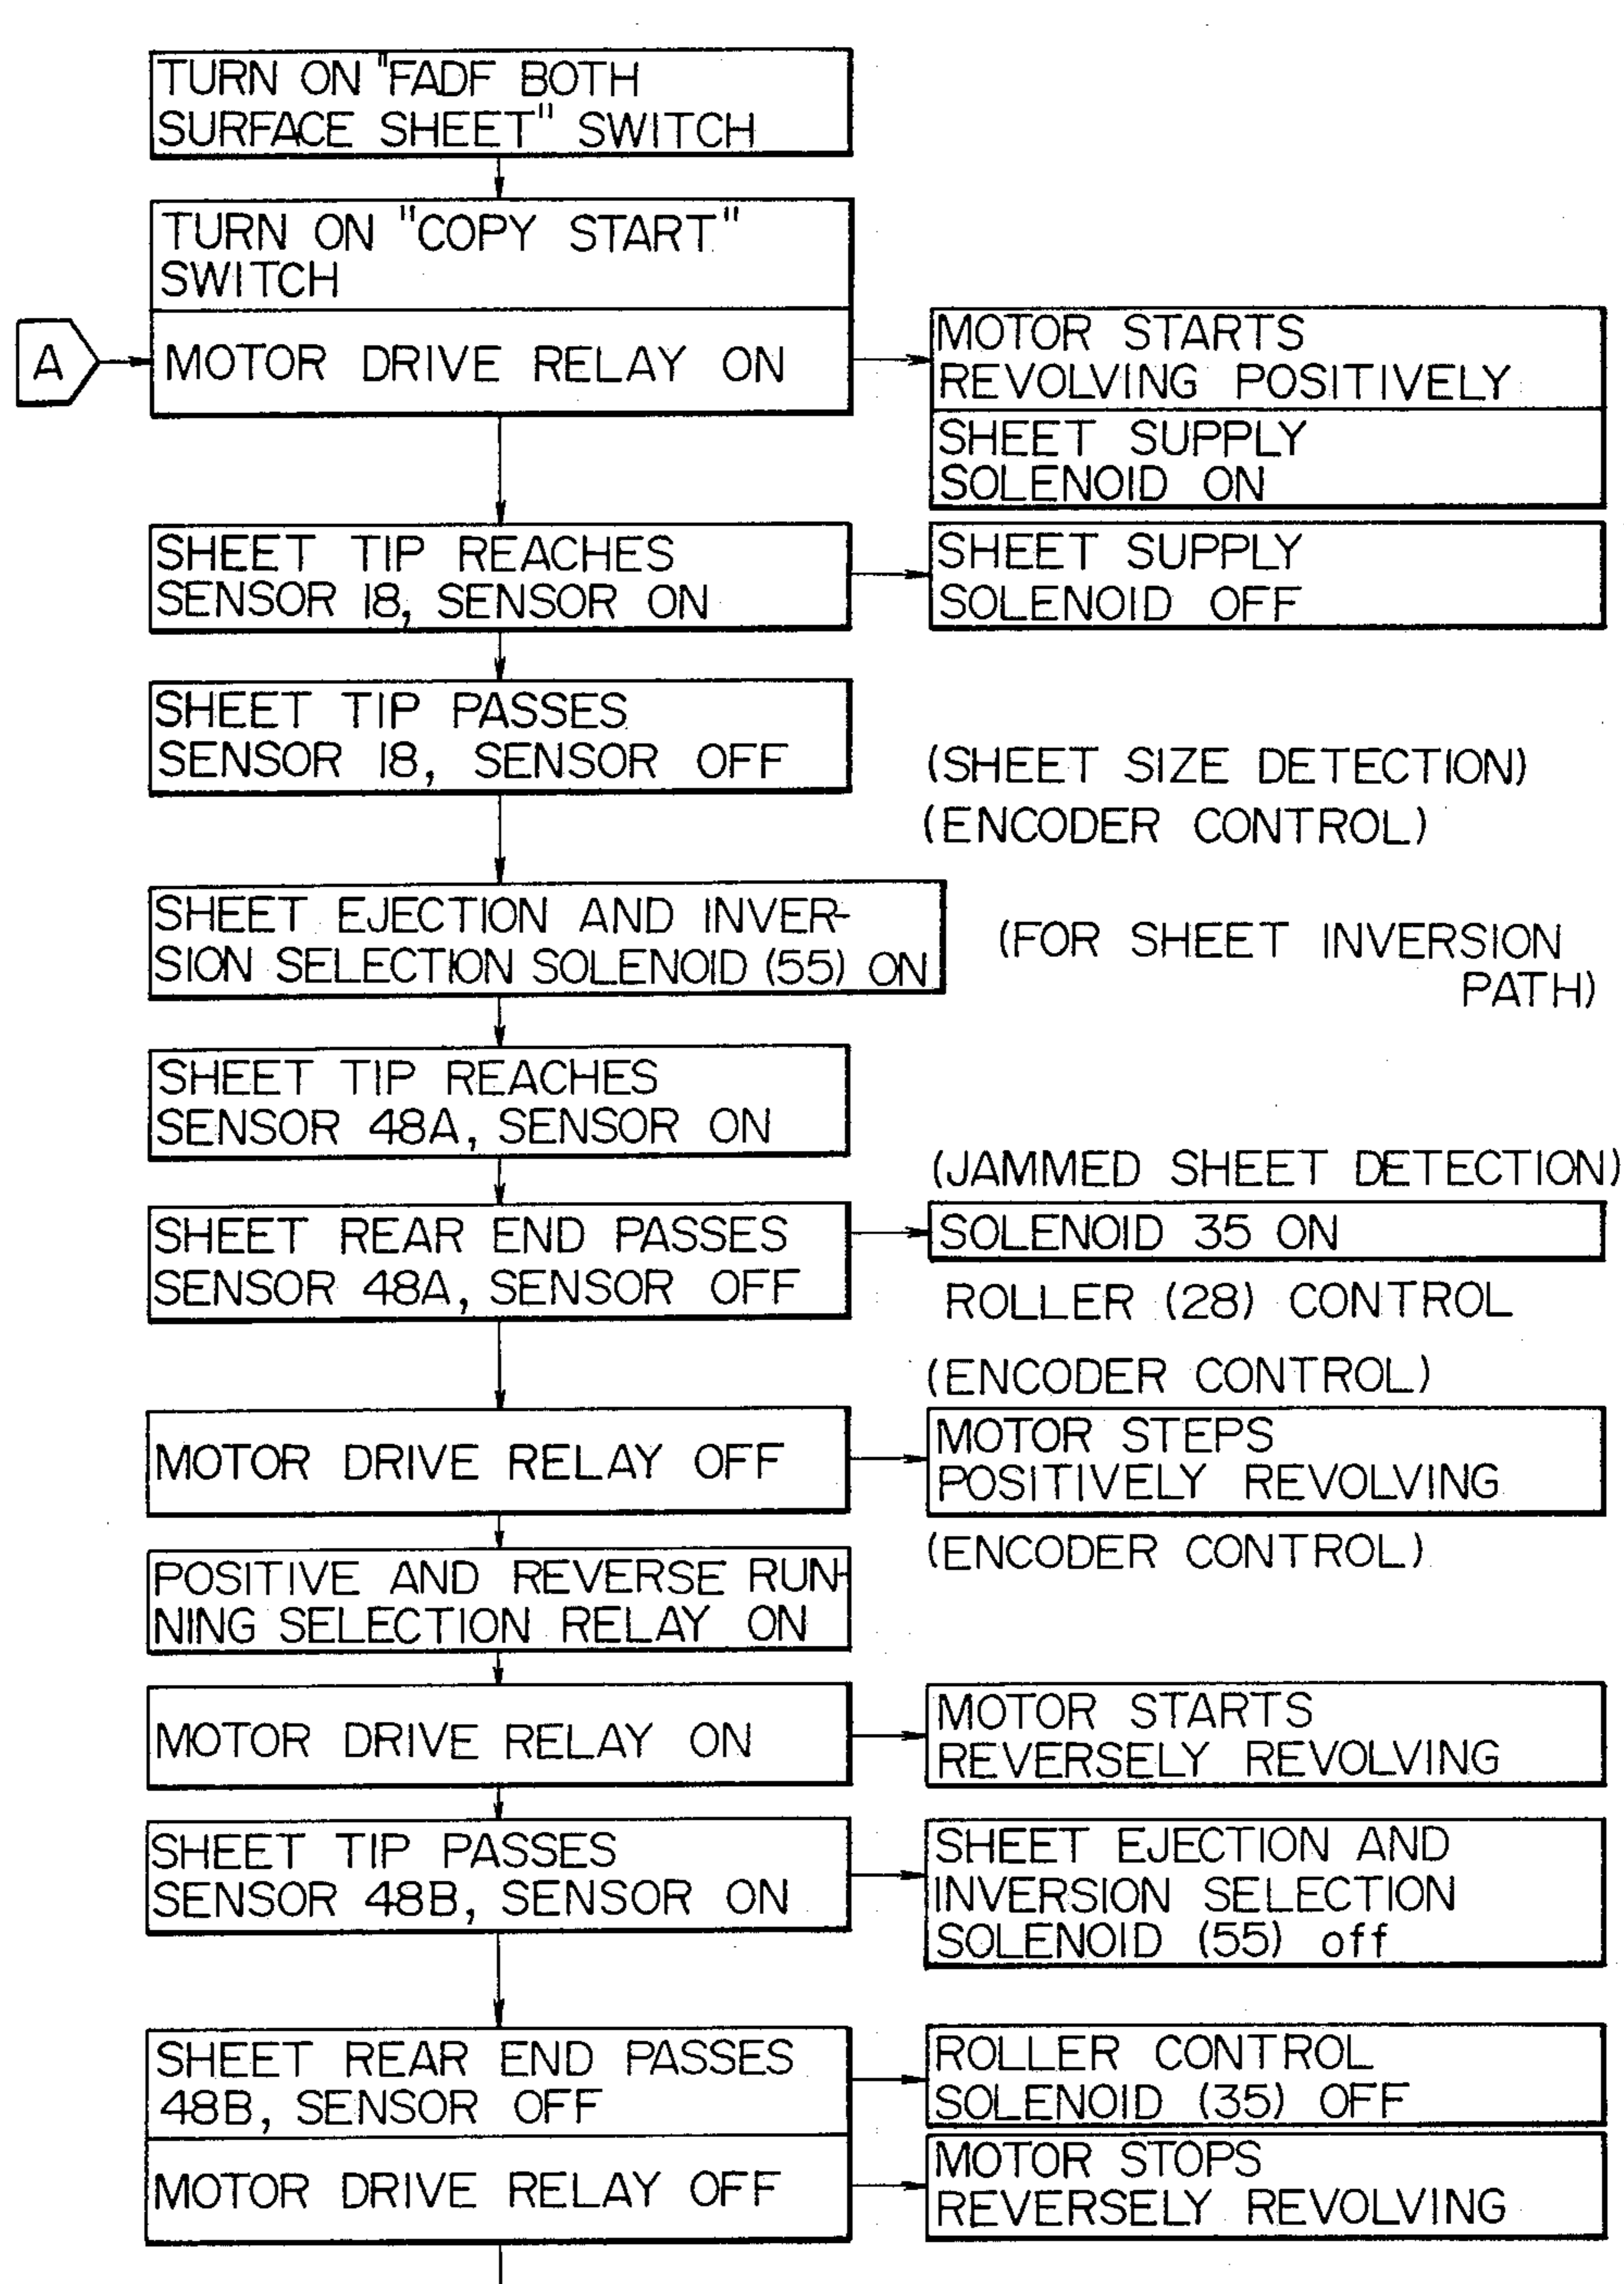 TURN ON "FADF BOTH
SURFACE SHEET" SWITCH
TURN ON "COPY START"
SWITCH
A
MOTOR DRIVE RELAY ON
MOTOR STARTS
REVOLVING POSITIVELY
SHEET SUPPLY
SOLENOID ON
SHEET TIP REACHES
SENSOR 18, SENSOR ON
SHEET SUPPLY
SOLENOID OFF
SHEET TIP PASSES
SENSOR 18, SENSOR OFF
(SHEET SIZE DETECTION)
(ENCODER CONTROL)
SHEET EJECTION AND INVER-
SION SELECTION SOLENOID (55) ON
(FOR SHEET INVERSION
PATH)
SHEET TIP REACHES
SENSOR 48A, SENSOR ON
(JAMMED SHEET DETECTION)
SHEET REAR END PASSES
SENSOR 48A, SENSOR OFF
SOLENOID 35 ON
ROLLER (28) CONTROL
(ENCODER CONTROL)
MOTOR DRIVE RELAY OFF
MOTOR STEPS
POSITIVELY REVOLVING
(ENCODER CONTROL)
POSITIVE AND REVERSE RUN-
NING SELECTION RELAY ON
MOTOR DRIVE RELAY ON
MOTOR STARTS
REVERSELY REVOLVING
SHEET TIP PASSES
SENSOR 48B, SENSOR ON
SHEET EJECTION AND
INVERSION SELECTION
SOLENOID (55) off
SHEET REAR END PASSES
48B, SENSOR OFF
ROLLER CONTROL
SOLENOID (35) OFF
MOTOR DRIVE RELAY OFF
MOTOR STOPS
REVERSELY REVOLVING